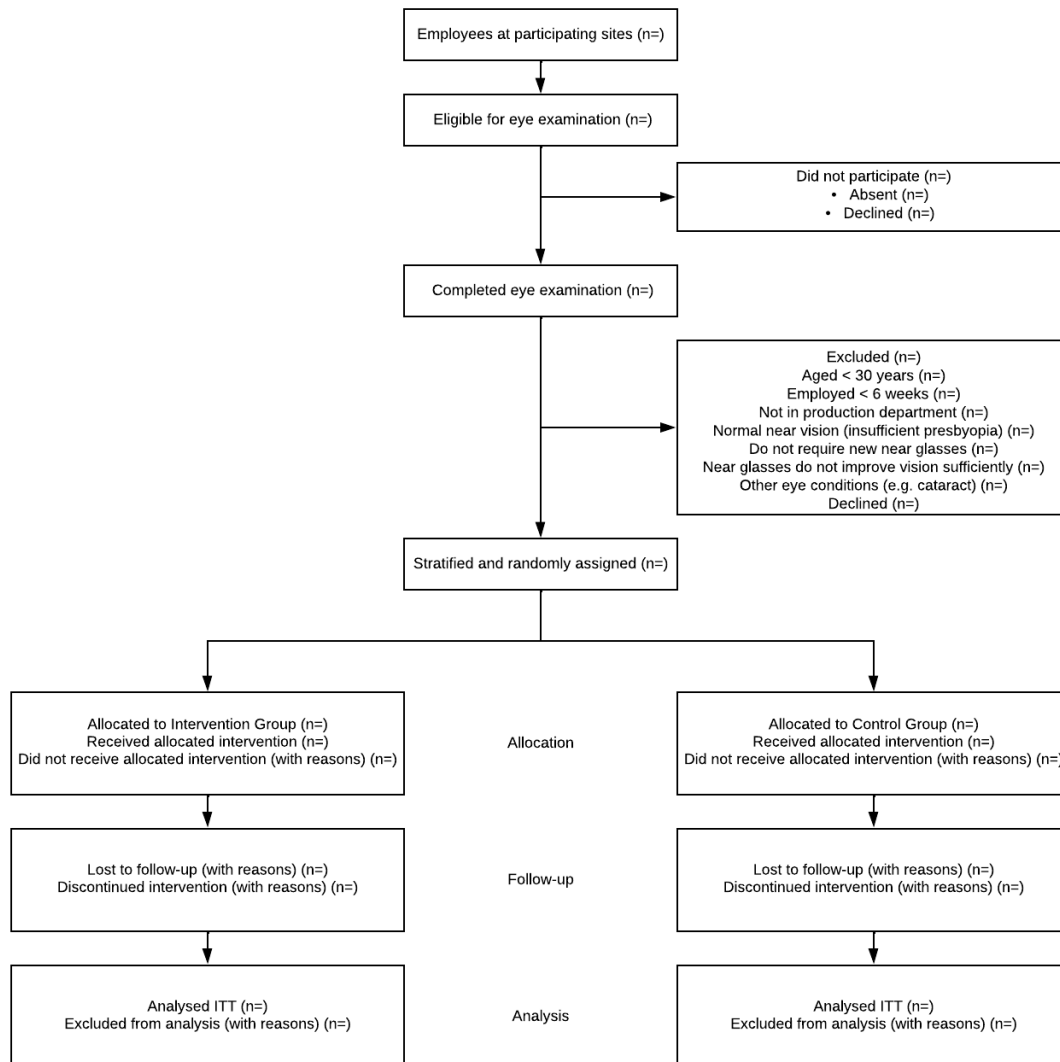 Employees at participating sites (n=)
Eligible for eye examination (n=)
Did not participate (n=)
• Absent (n=)
• Declined (n=)
Completed eye examination (n=)
Excluded (n=)
Aged < 30 years (n=)
Employed < 6 weeks (n=)
Not in production department (n=)
Normal near vision (insufficient presbyopia) (n=)
Do not require new near glasses (n=)
Near glasses do not improve vision sufficiently (n=)
Other eye conditions (e.g. cataract) (n=)
Declined (n=)
Stratified and randomly assigned (n=)
Allocated to Intervention Group (n=)
Received allocated intervention (n=)
Did not receive allocated intervention (with reasons) (n=)
Allocation
Allocated to Control Group (n=)
Received allocated intervention (n=)
Did not receive allocated intervention (with reasons) (n=)
Lost to follow-up (with reasons) (n=)
Discontinued intervention (with reasons) (n=)
Follow-up
Lost to follow-up (with reasons) (n=)
Discontinued intervention (with reasons) (n=)
Analysed ITT (n=)
Excluded from analysis (with reasons) (n=)
Analysis
Analysed ITT (n=)
Excluded from analysis (with reasons) (n=)